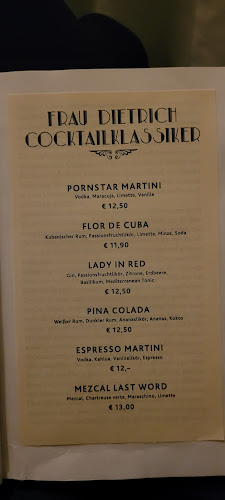 FRAU DIETRICH
COCKTAILKLASSIKER
PORNSTAR MARTINI
Vodka, Maracuja, Limette, Vanille
€ 12,50
FLOR DE CUBA
Kubanischer Rum, Passionsfruchtlikör, Limette, Minze, Soda
€ 11,90
LADY IN RED
Gin, Passionsfruchtlikör, Zitrone, Erdbeere,
Basilikum, Mediterranean Tonic
€ 12,50
PINA COLADA
Weißer Rum, Dunkler Rum, Ananaslikör, Ananas, Kokos
€ 12,50
ESPRESSO MARTINI
Vodka, Kahlúa, Vanillelikör, Espresso
€ 12,–
MEZCAL LAST WORD
Mezcal, Chartreuse verte, Maraschino, Limette
€ 13,00